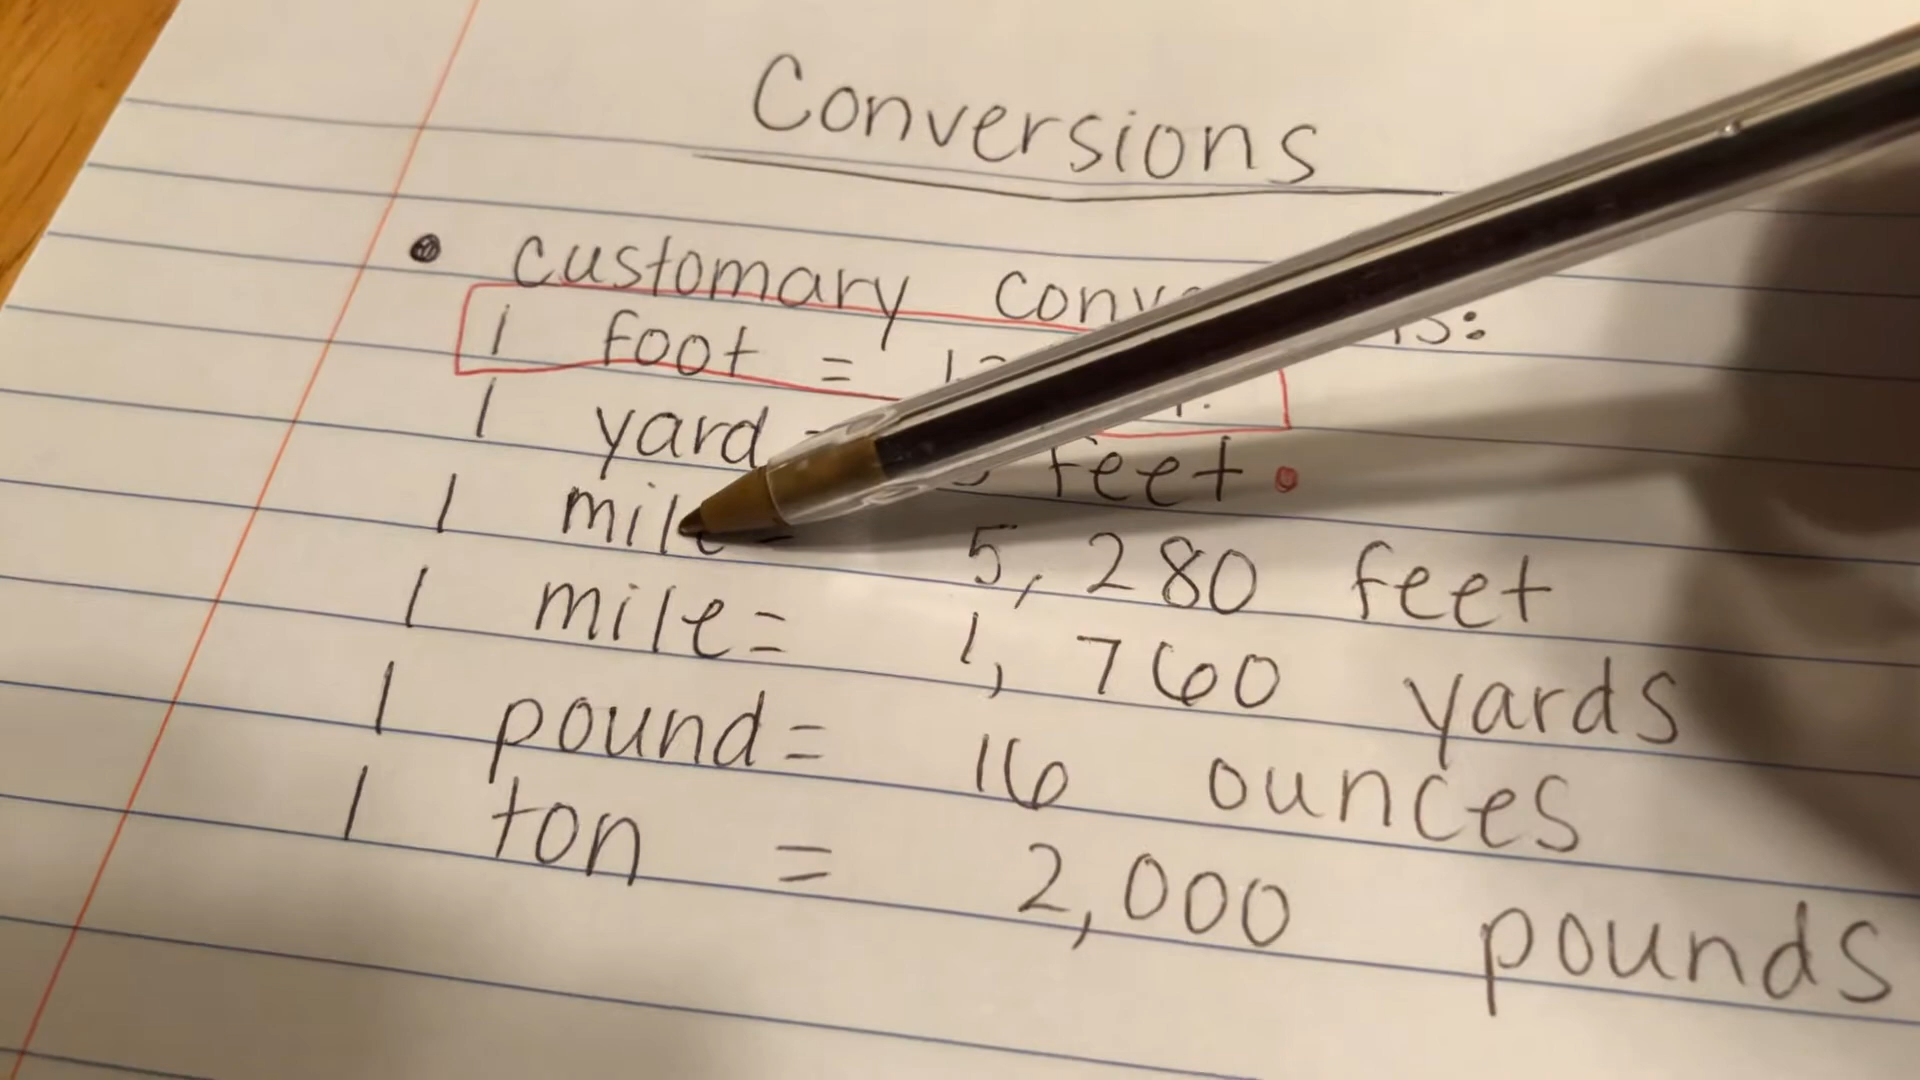 Conversions
• customary
1 foot =
1 yard feet.
1 mile 5,280 feet
1 mile = 1,760 yards
1 pound = 16 ounces
1 ton = 2,000 pounds